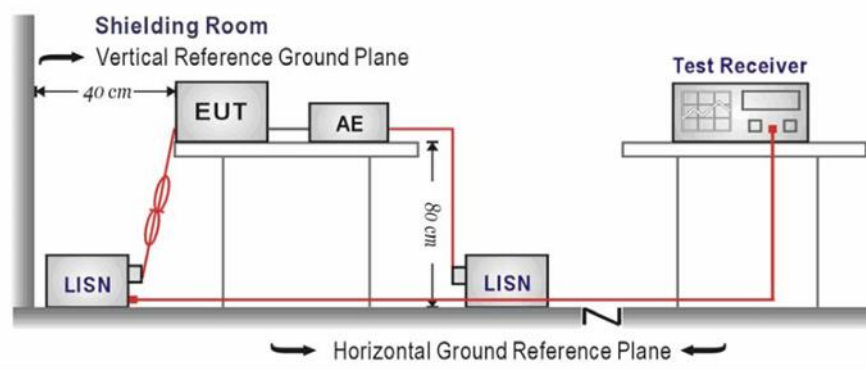 Shielding Room
Vertical Reference Ground Plane
Test Receiver
40 cm
EUT
AE
80 cm
LISN
LISN
Horizontal Ground Reference Plane